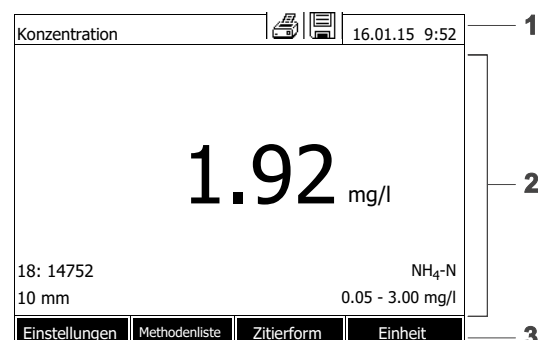 Konzentration 16.01.15 9:52 1
1.92 mg/l 2
18: 14752 NH₄-N
10 mm 0.05 - 3.00 mg/l
Einstellungen Methodenliste Zitierform Einheit 3